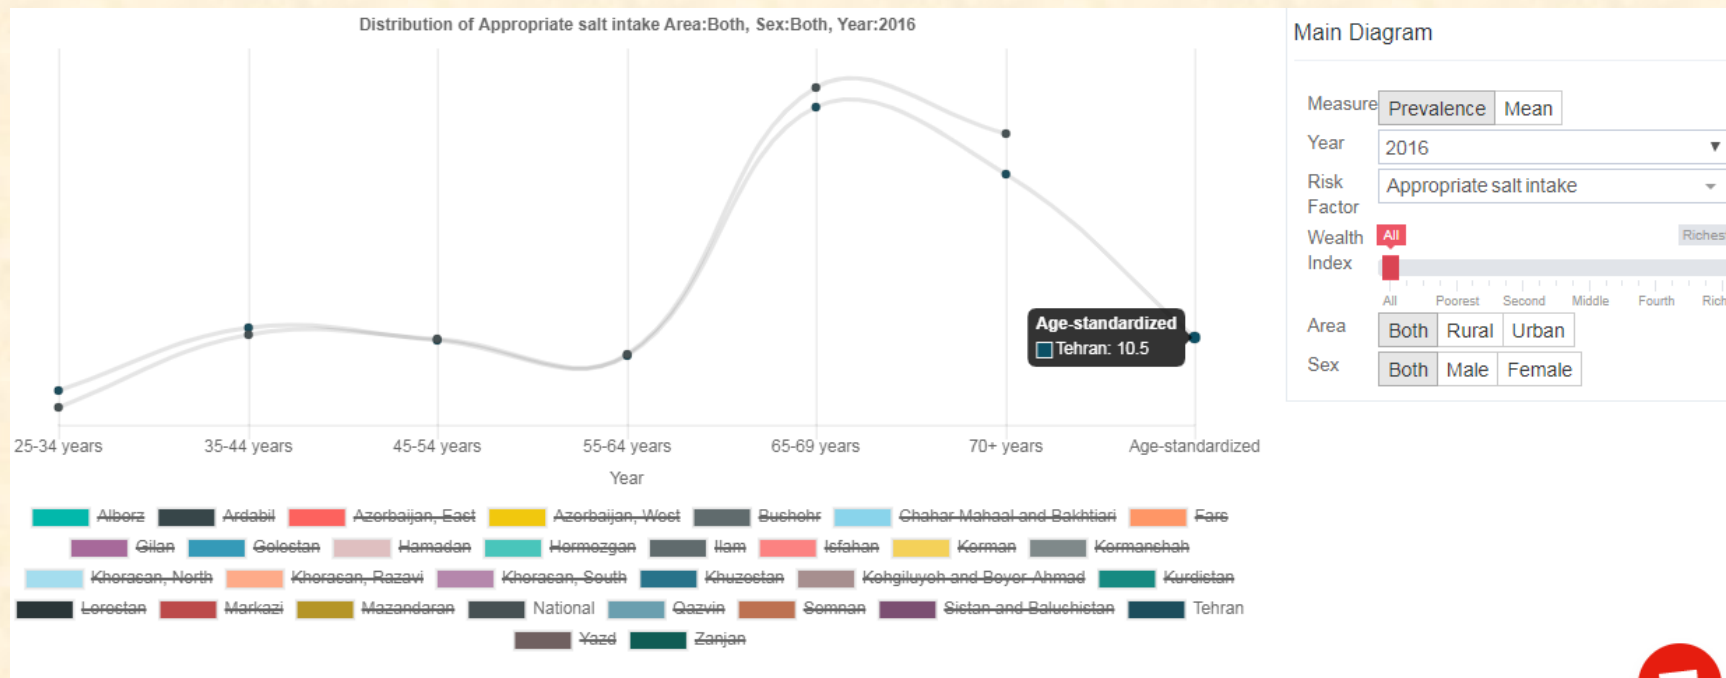 Distribution of Appropriate salt intake Area:Both, Sex:Both, Year:2016
Age-standardized
Tehran: 10.5
25-34 years 35-44 years 45-54 years 55-64 years 65-69 years 70+ years Age-standardized
Year
Alborz Ardabil Azerbaijan, East Azerbaijan, West Bushehr Chahar Mahaal and Bakhtiari Fars
Gilan Golestan Hamadan Hormozgan Ilam Isfahan Kerman Kermanshah
Khorasan, North Khorasan, Razavi Khorasan, South Khuzestan Kohgiluyeh and Boyer-Ahmad Kurdistan
Lorestan Markazi Mazandaran National Qazvin Semnan Sistan and Baluchistan Tehran
Yazd Zanjan
Main Diagram
Measure Prevalence Mean
Year 2016
Risk Factor Appropriate salt intake
Wealth Index All Riches
All Poorest Second Middle Fourth Rich
Area Both Rural Urban
Sex Both Male Female